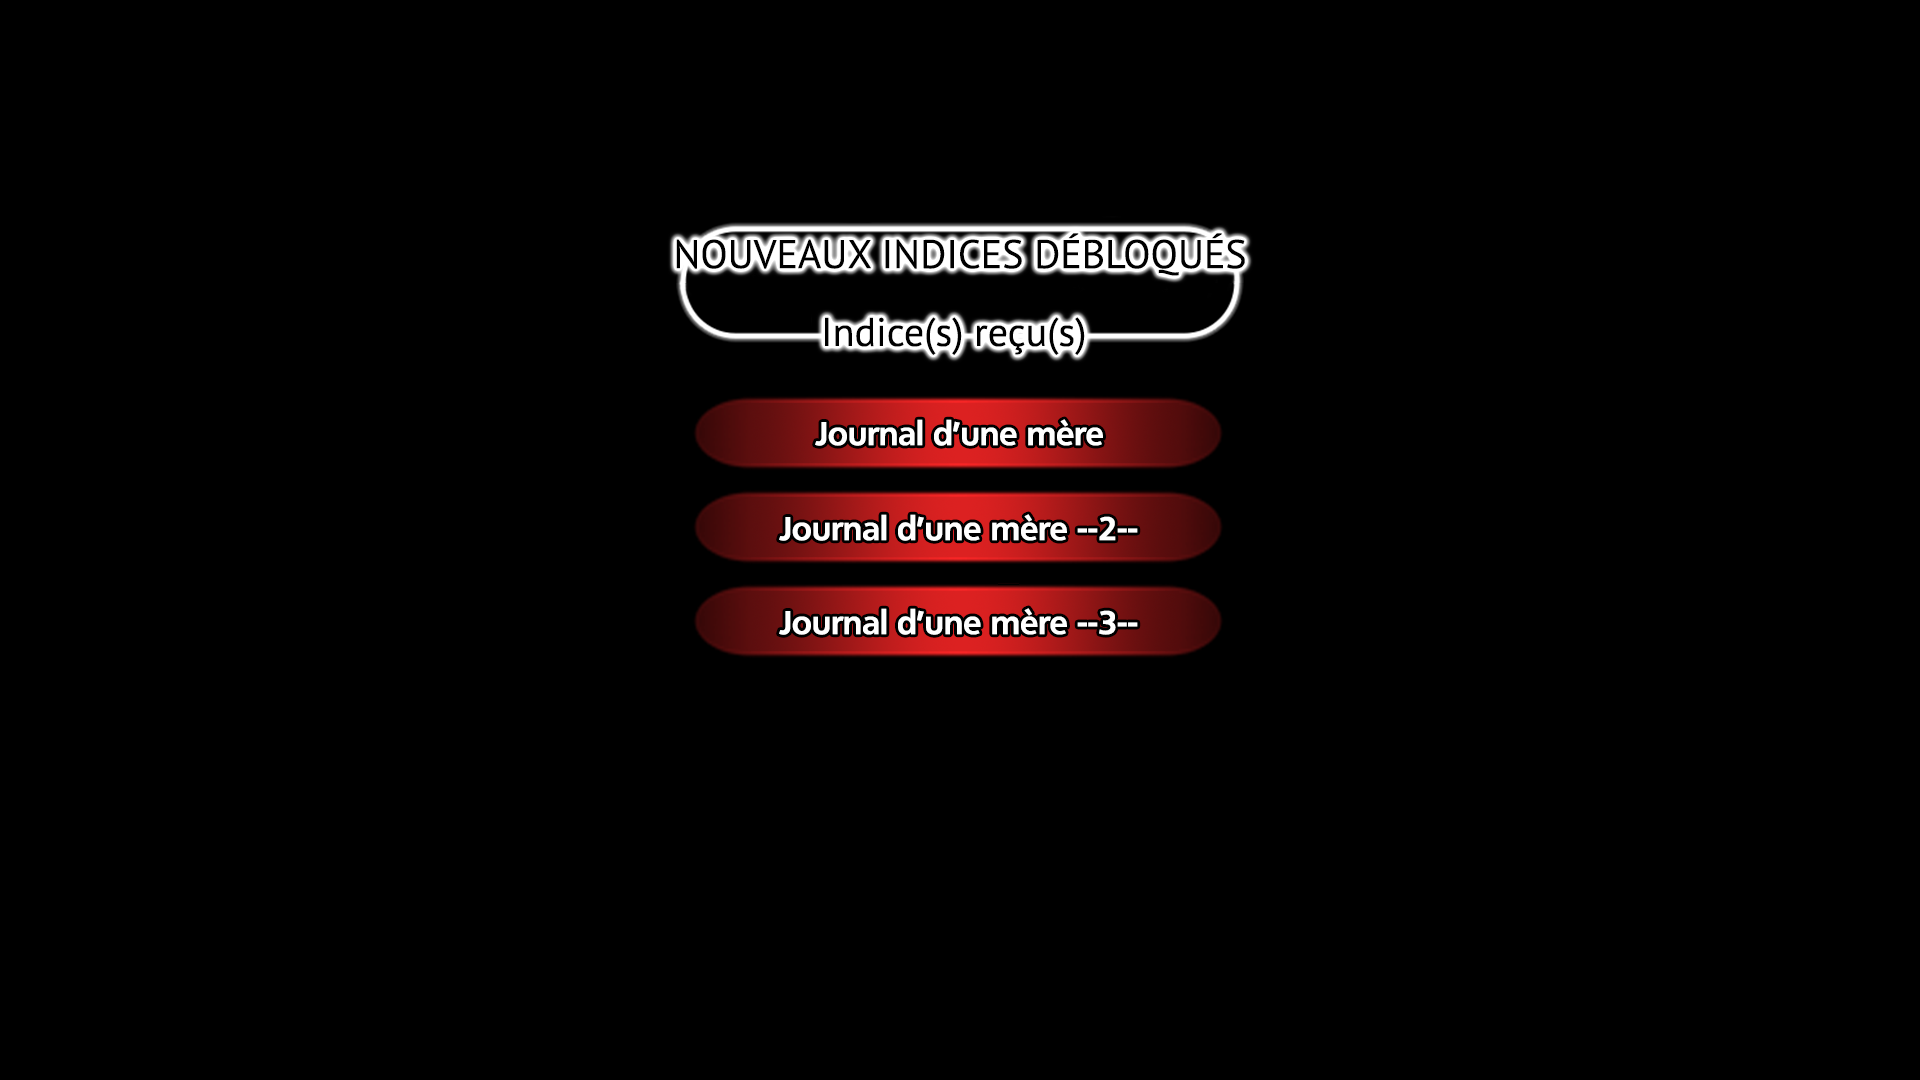 NOUVEAUX INDICES DÉBLOQUÉS
Indice(s) reçu(s)
Journal d'une mère
Journal d'une mère --2--
Journal d'une mère --3--